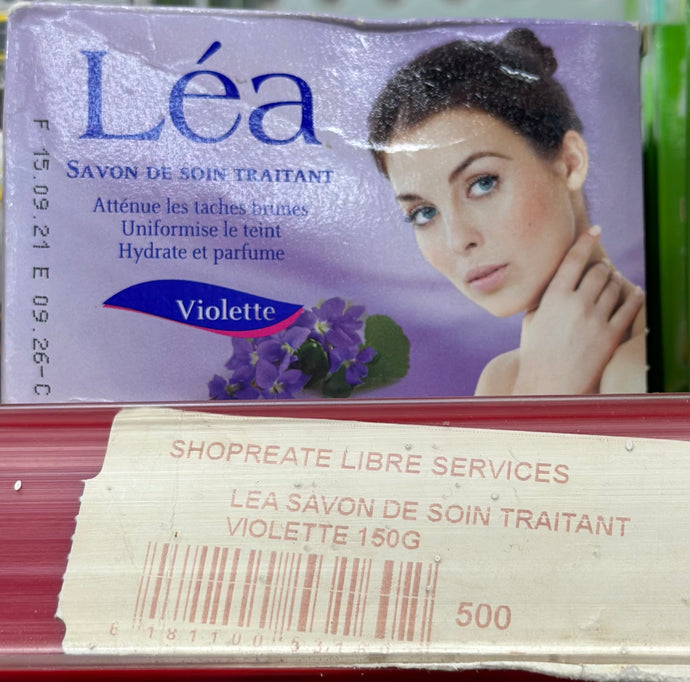 Léa
SAVON DE SOIN TRAITANT
Atténue les taches brunes
Uniformise le teint
Hydrate et parfume
Violette
F 15.09.21 E 09.26-C
SHOPREATE LIBRE SERVICES
LEA SAVON DE SOIN TRAITANT
VIOLETTE 150G
500